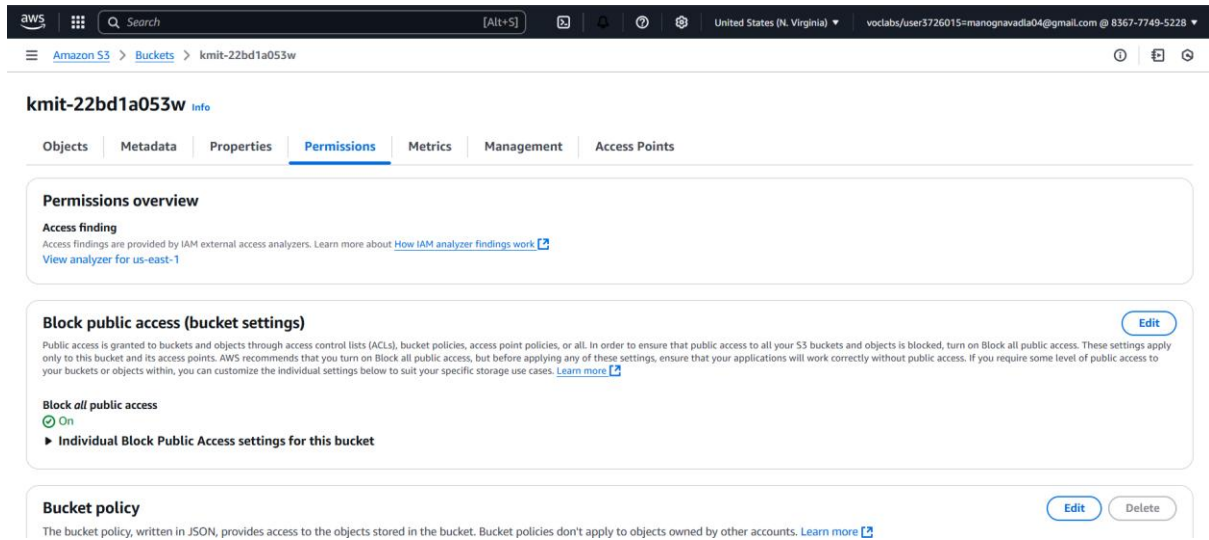 aws
Search [Alt+S] United States (N. Virginia) voclabs/user3726015=manognavadla04@gmail.com @ 8367-7749-5228
Amazon S3 > Buckets > kmit-22bd1a053w
kmit-22bd1a053w Info
Objects Metadata Properties Permissions Metrics Management Access Points
Permissions overview
Access finding
Access findings are provided by IAM external access analyzers. Learn more about How IAM analyzer findings work
View analyzer for us-east-1
Block public access (bucket settings) Edit
Public access is granted to buckets and objects through access control lists (ACLs), bucket policies, access point policies, or all. In order to ensure that public access to all your S3 buckets and objects is blocked, turn on Block all public access. These settings apply
only to this bucket and its access points. AWS recommends that you turn on Block all public access, but before applying any of these settings, ensure that your applications will work correctly without public access. If you require some level of public access to
your buckets or objects within, you can customize the individual settings below to suit your specific storage use cases. Learn more
Block all public access
On
Individual Block Public Access settings for this bucket
Bucket policy Edit Delete
The bucket policy, written in JSON, provides access to the objects stored in the bucket. Bucket policies don't apply to objects owned by other accounts. Learn more